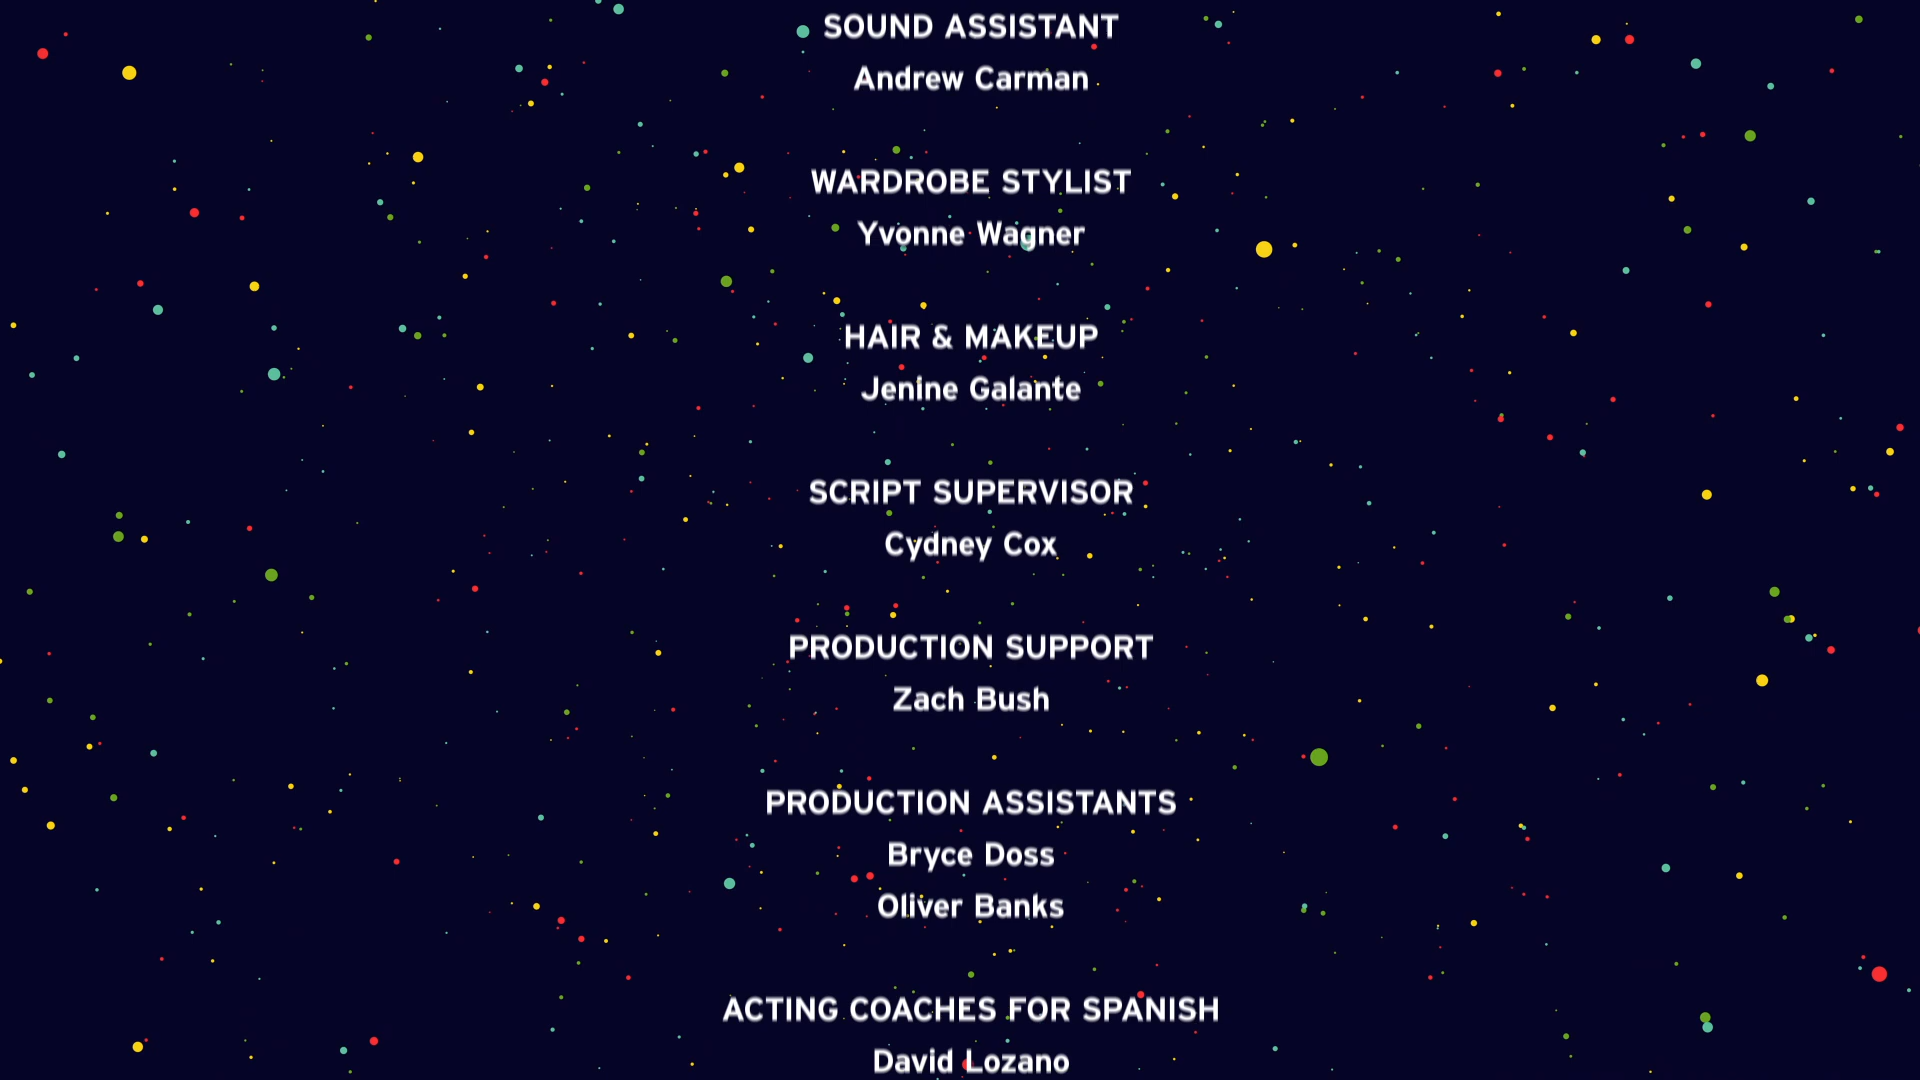 SOUND ASSISTANT
Andrew Carman
WARDROBE STYLIST
Yvonne Wagner
HAIR & MAKEUP
Jenine Galante
SCRIPT SUPERVISOR
Cydney Cox
PRODUCTION SUPPORT
Zach Bush
PRODUCTION ASSISTANTS
Bryce Doss
Oliver Banks
ACTING COACHES FOR SPANISH
David Lozano